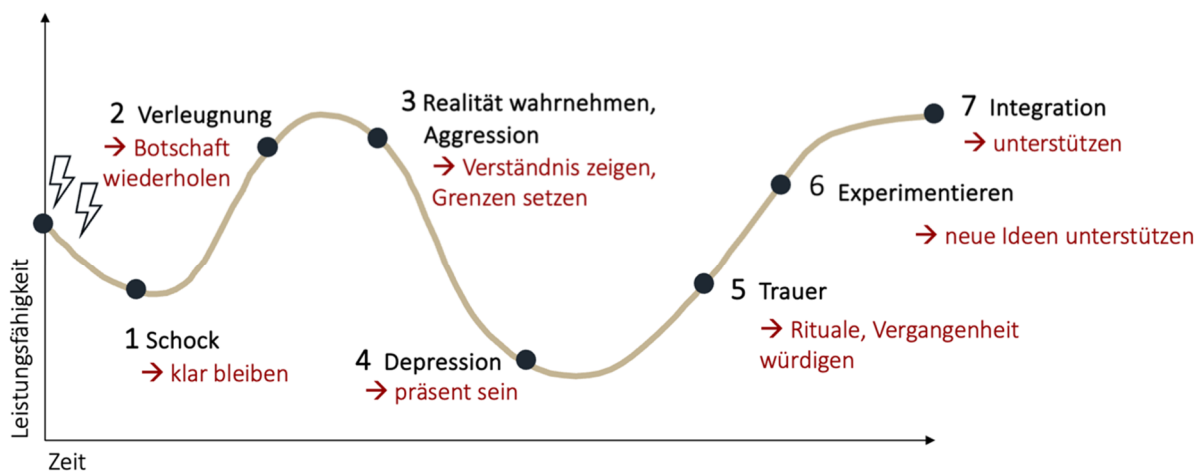 2 Verleugnung
→ Botschaft
wiederholen
3 Realität wahrnehmen,
Aggression
→ Verständnis zeigen,
Grenzen setzen
7 Integration
→ unterstützen
6 Experimentieren
→ neue Ideen unterstützen
5 Trauer
→ Rituale, Vergangenheit
würdigen
1 Schock
→ klar bleiben
4 Depression
→ präsent sein
Leistungsfähigkeit
Zeit